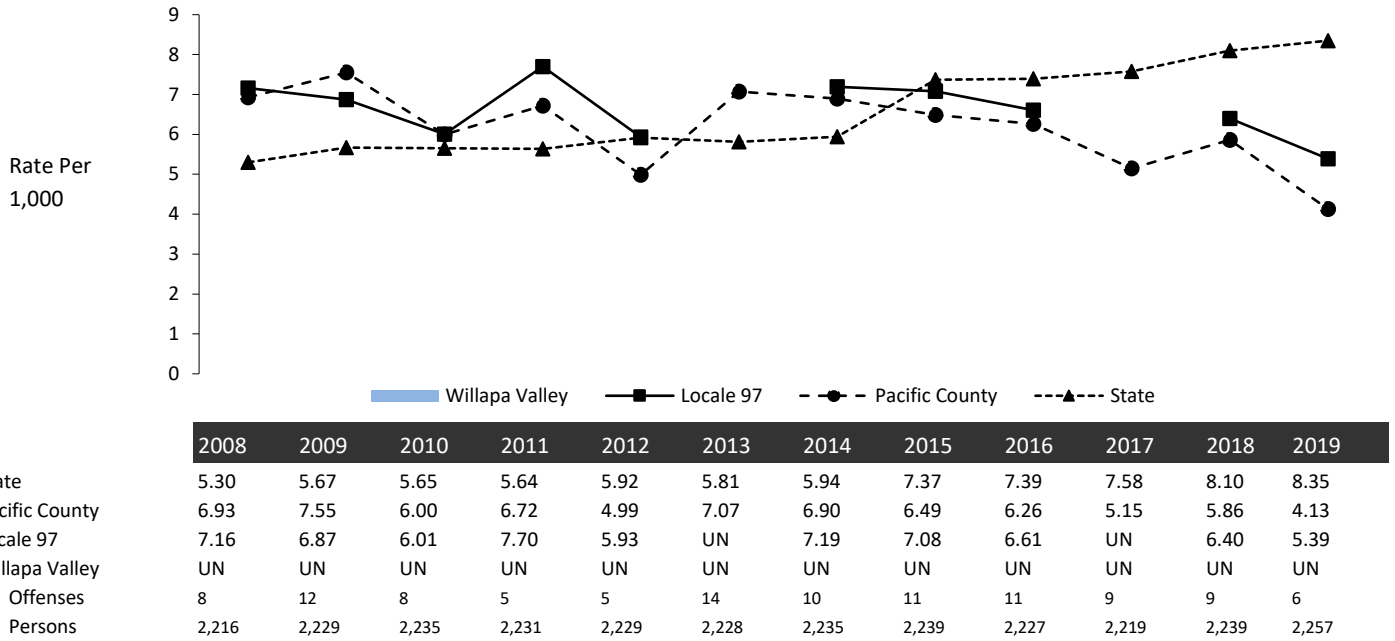 9
8
7
6
5
4
3
2
1
0
Rate Per
1,000
Willapa Valley Locale 97 Pacific County State
2008 2009 2010 2011 2012 2013 2014 2015 2016 2017 2018 2019
ate 5.30 5.67 5.65 5.64 5.92 5.81 5.94 7.37 7.39 7.58 8.10 8.35
cific County 6.93 7.55 6.00 6.72 4.99 7.07 6.90 6.49 6.26 5.15 5.86 4.13
cale 97 7.16 6.87 6.01 7.70 5.93 UN 7.19 7.08 6.61 UN 6.40 5.39
illapa Valley UN UN UN UN UN UN UN UN UN UN UN UN
Offenses 8 12 8 5 5 14 10 11 11 9 9 6
Persons 2,216 2,229 2,235 2,231 2,229 2,228 2,235 2,239 2,227 2,219 2,239 2,257